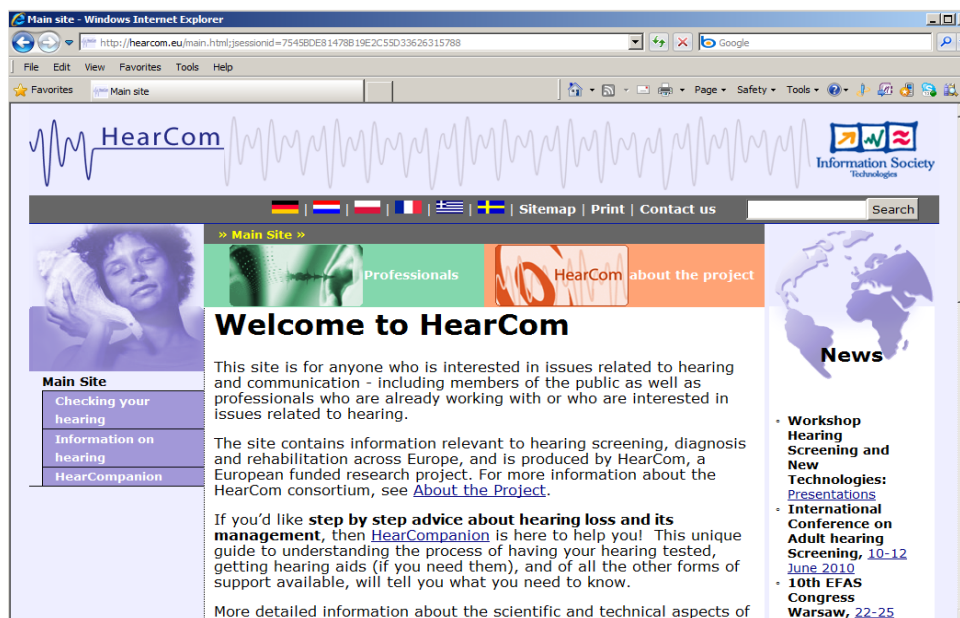 Main site - Windows Internet Explorer
http://hearcom.eu/main.html;jsessionid=7545BDE81478B19E2C55D33626315788
Google
File Edit View Favorites Tools Help
Favorites Main site Page Safety Tools
HearCom
Information Society
Technologies
| | | | | | Sitemap | Print | Contact us Search
» Main Site »
Professionals HearCom about the project
Welcome to HearCom
This site is for anyone who is interested in issues related to hearing
and communication - including members of the public as well as
professionals who are already working with or who are interested in
issues related to hearing.
The site contains information relevant to hearing screening, diagnosis
and rehabilitation across Europe, and is produced by HearCom, a
European funded research project. For more information about the
HearCom consortium, see About the Project.
If you'd like step by step advice about hearing loss and its
management, then HearCompanion is here to help you! This unique
guide to understanding the process of having your hearing tested,
getting hearing aids (if you need them), and of all the other forms of
support available, will tell you what you need to know.
More detailed information about the scientific and technical aspects of
Main Site
Checking your
hearing
Information on
hearing
HearCompanion
News
Workshop
Hearing
Screening and
New
Technologies:
Presentations
International
Conference on
Adult hearing
Screening, 10-12
June 2010
10th EFAS
Congress
Warsaw, 22-25